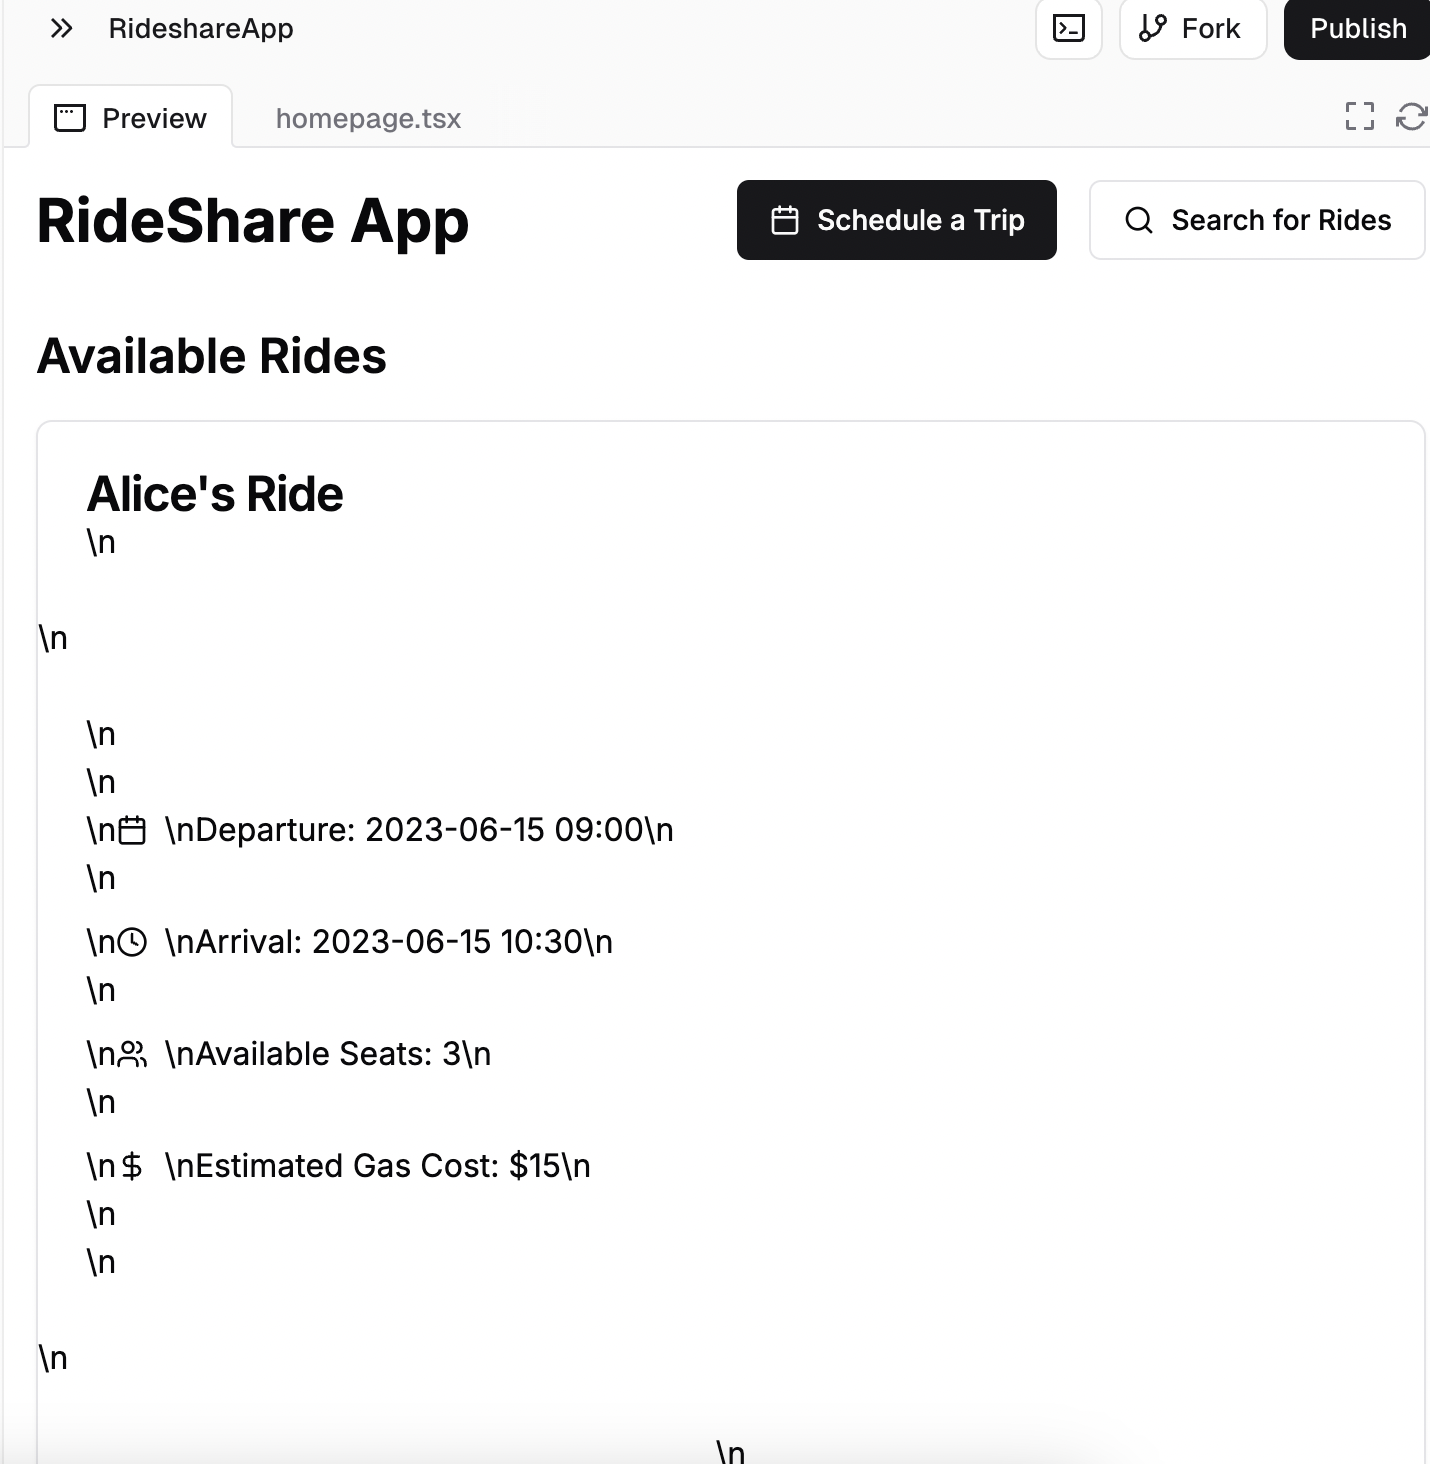 RideshareApp
Fork
Publish
Preview
homepage.tsx
RideShare App
Schedule a Trip
Search for Rides
Available Rides
Alice's Ride
\n
\n
\n
\n
\n \nDeparture: 2023-06-15 09:00\n
\n
\n \nArrival: 2023-06-15 10:30\n
\n
\n \nAvailable Seats: 3\n
\n
\n$ \nEstimated Gas Cost: $15\n
\n
\n
\n
\n